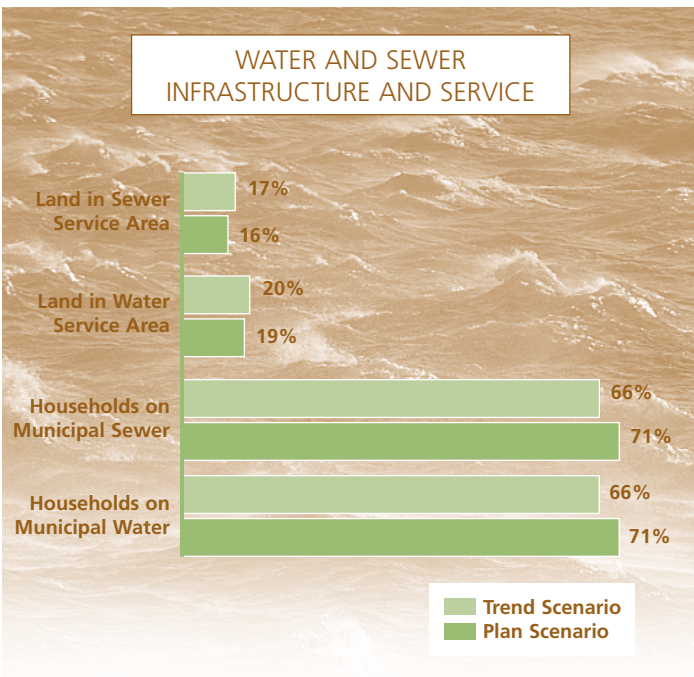 WATER AND SEWER
INFRASTRUCTURE AND SERVICE
Land in Sewer
Service Area
17%
16%
Land in Water
Service Area
20%
19%
Households on
Municipal Sewer
66%
71%
Households on
Municipal Water
66%
71%
Trend Scenario
Plan Scenario